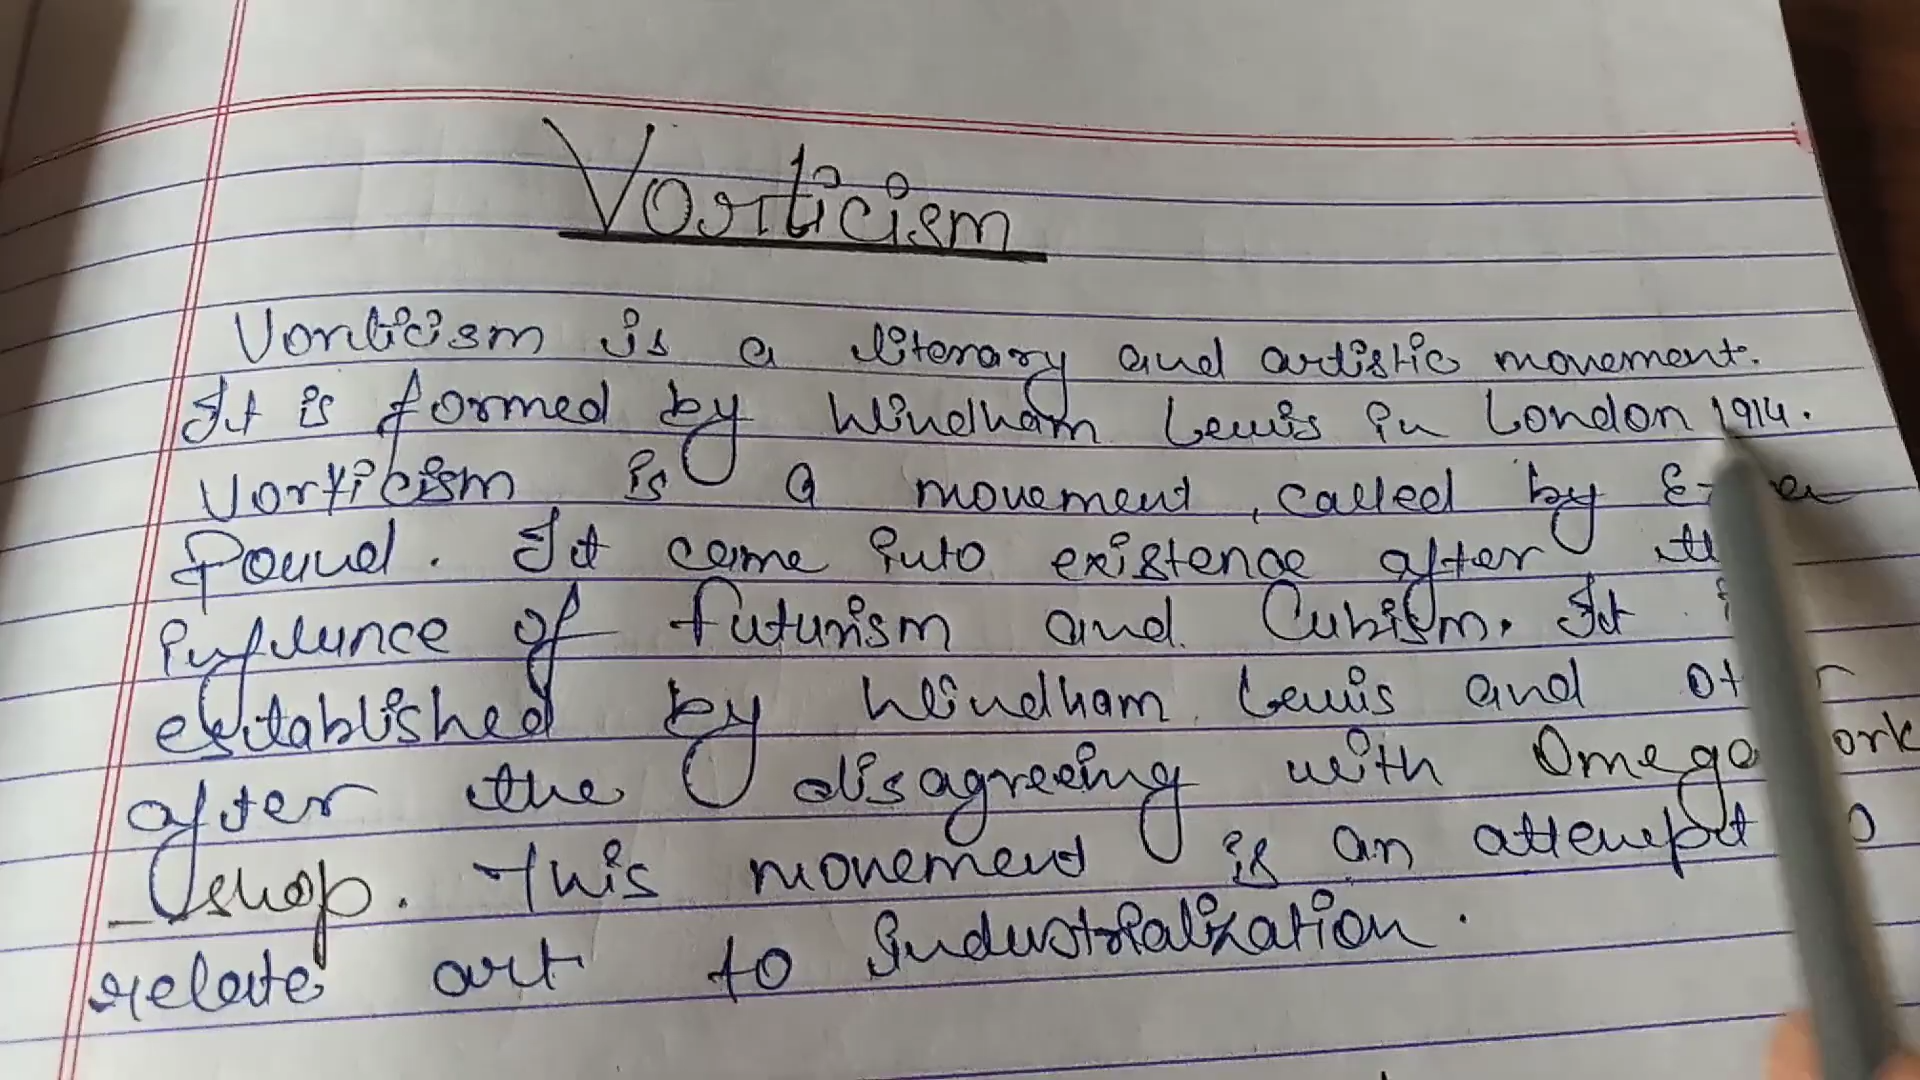 Vorticism
Vorticism is a literary and artistic movement.
It is formed by Windham Lewis in London 1914.
Vorticism is a movement, called by
Pound. It came into existence after
influnce of futurism and Cubism. It
established by Windham Lewis and
after the disagreeing with Omega
shop. This movement is an attempt
relate art to Industrialization.